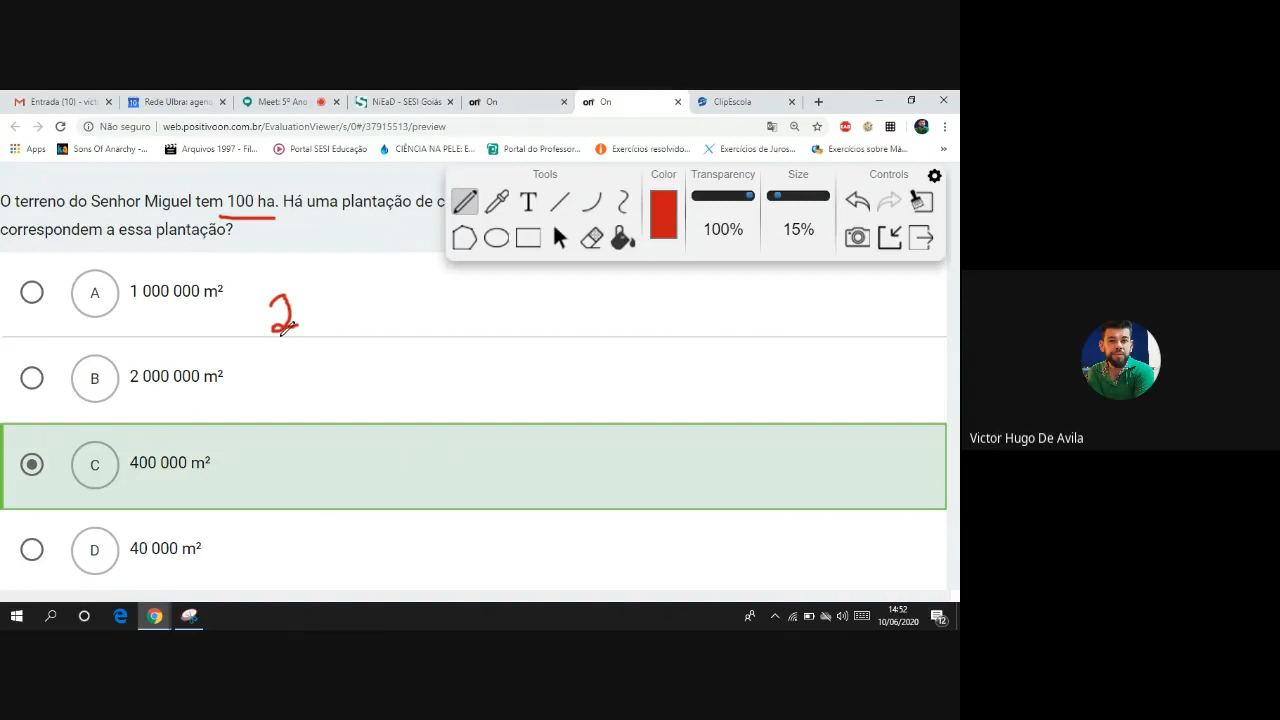 Entrada (10) - vict
Rede Ulbra: agen
Meet: 5º Ano
NiEaD - SESI Goiás
On
On
ClipEscola
Não seguro
web.positivoon.com.br/EvaluationViewer/s/0#/37915513/preview
Apps
Sons Of Anarchy -...
Arquivos 1997 - Fil...
Portal SESI Educação
CIÊNCIA NA PELE: E...
Portal do Professor...
Exercícios resolvido...
Exercícios de Juros...
Exercícios sobre Ma...
»
O terreno o Senhor Miguel tem 100 ha. Há uma plantação de c
correspondem a essa plantação?
Tools
Color
Transparency
Size
Controls
100%
15%
A 1 000 000 m²
2
B 2 000 000 m²
C 400 000 m²
D 40 000 m²
14:52
10/06/2020
12
Victor Hugo De Avila